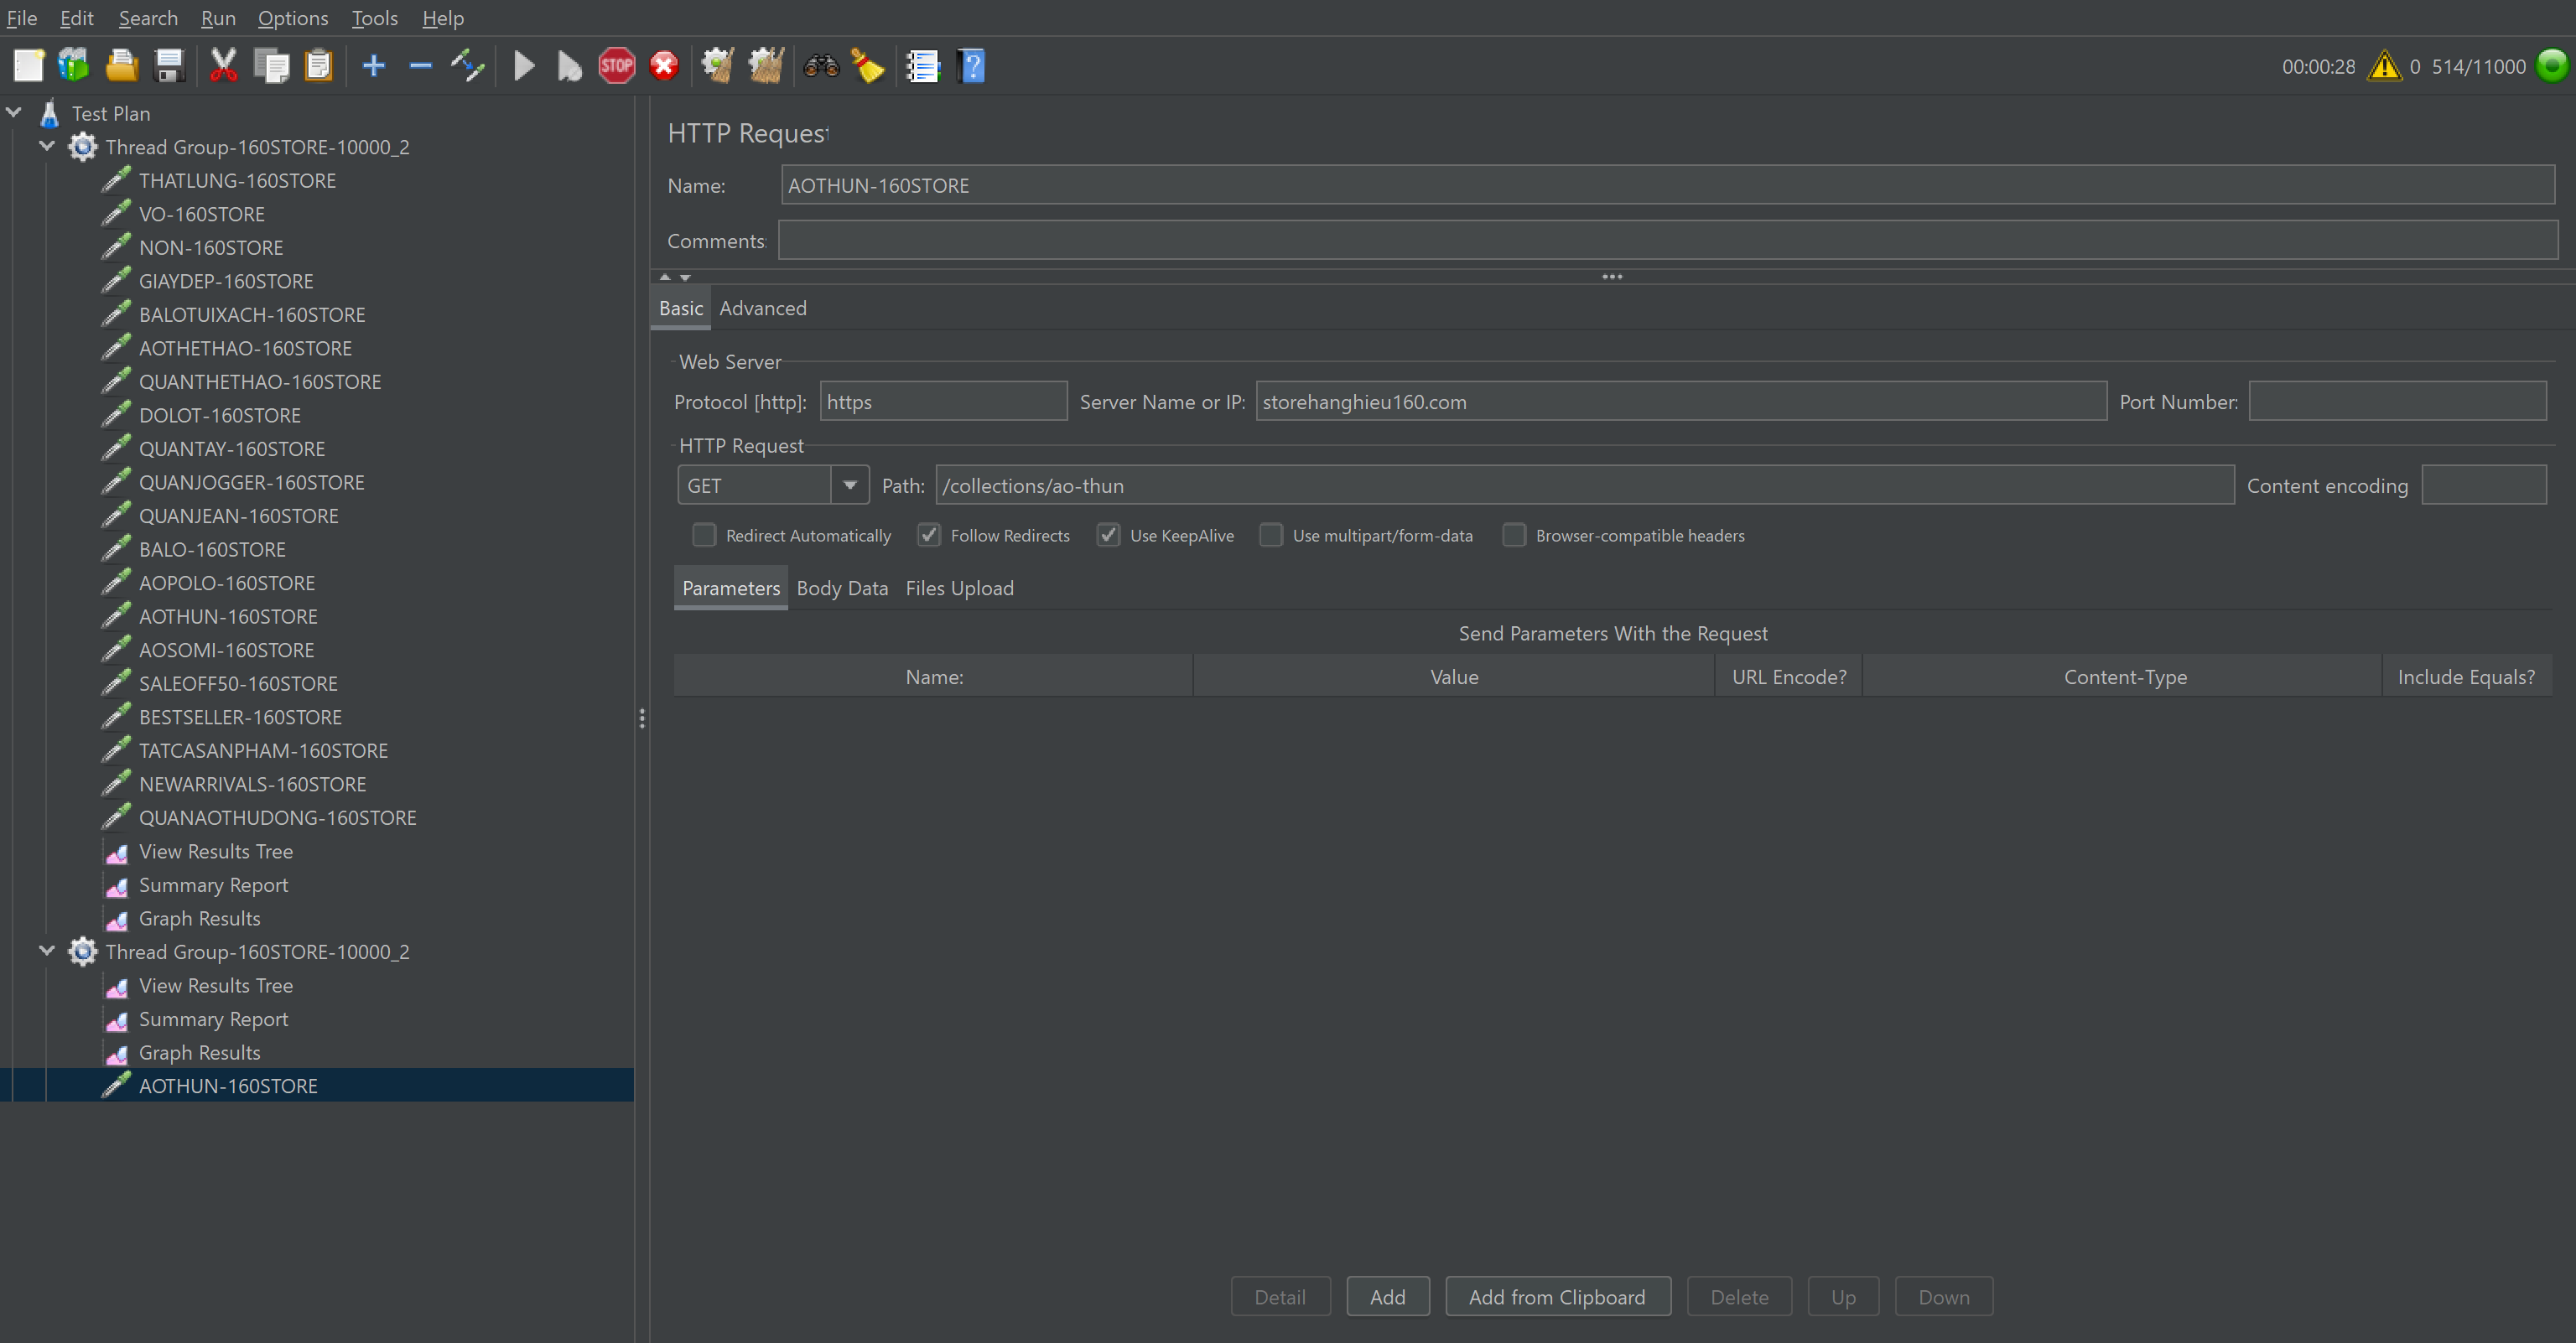 File Edit Search Run Options Tools Help
STOP
00:00:28 0 514/11000
Test Plan
Thread Group-160STORE-10000_2
THATLUNG-160STORE
VO-160STORE
NON-160STORE
GIAYDEP-160STORE
BALOTUIXACH-160STORE
AOTHETHAO-160STORE
QUANTHETHAO-160STORE
DOLOT-160STORE
QUANTAY-160STORE
QUANJOGGER-160STORE
QUANJEAN-160STORE
BALO-160STORE
AOPOLO-160STORE
AOTHUN-160STORE
AOSOMI-160STORE
SALEOFF50-160STORE
BESTSELLER-160STORE
TATCASANPHAM-160STORE
NEWARRIVALS-160STORE
QUANAOTHUDONG-160STORE
View Results Tree
Summary Report
Graph Results
Thread Group-160STORE-10000_2
View Results Tree
Summary Report
Graph Results
AOTHUN-160STORE
HTTP Request
Name: AOTHUN-160STORE
Comments:
Basic Advanced
Web Server
Protocol [http]: https Server Name or IP: storehanghieu160.com Port Number:
HTTP Request
GET Path: /collections/ao-thun Content encoding
Redirect Automatically Follow Redirects Use KeepAlive Use multipart/form-data Browser-compatible headers
Parameters Body Data Files Upload
Send Parameters With the Request
Name: Value URL Encode? Content-Type Include Equals?
Detail Add Add from Clipboard Delete Up Down